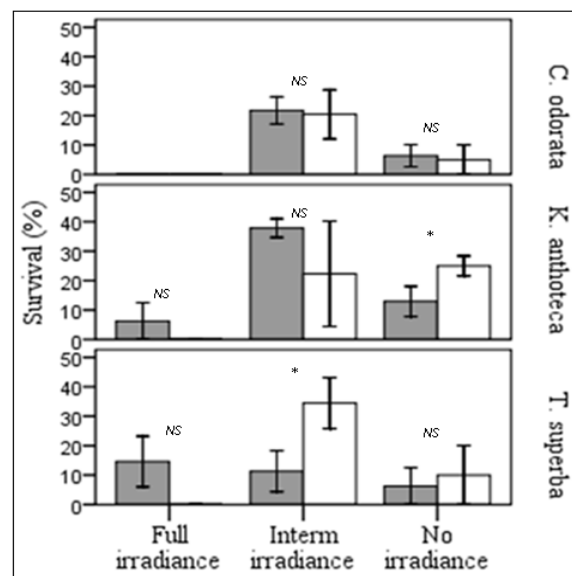 50
40
30
20
10
0
NS
NS
C. odorata
50
40
30
20
10
0
NS
NS
*
K. anthoteca
Survival (%)
50
40
30
20
10
0
NS
*
NS
T. superba
Full irradiance
Interm irradiance
No irradiance